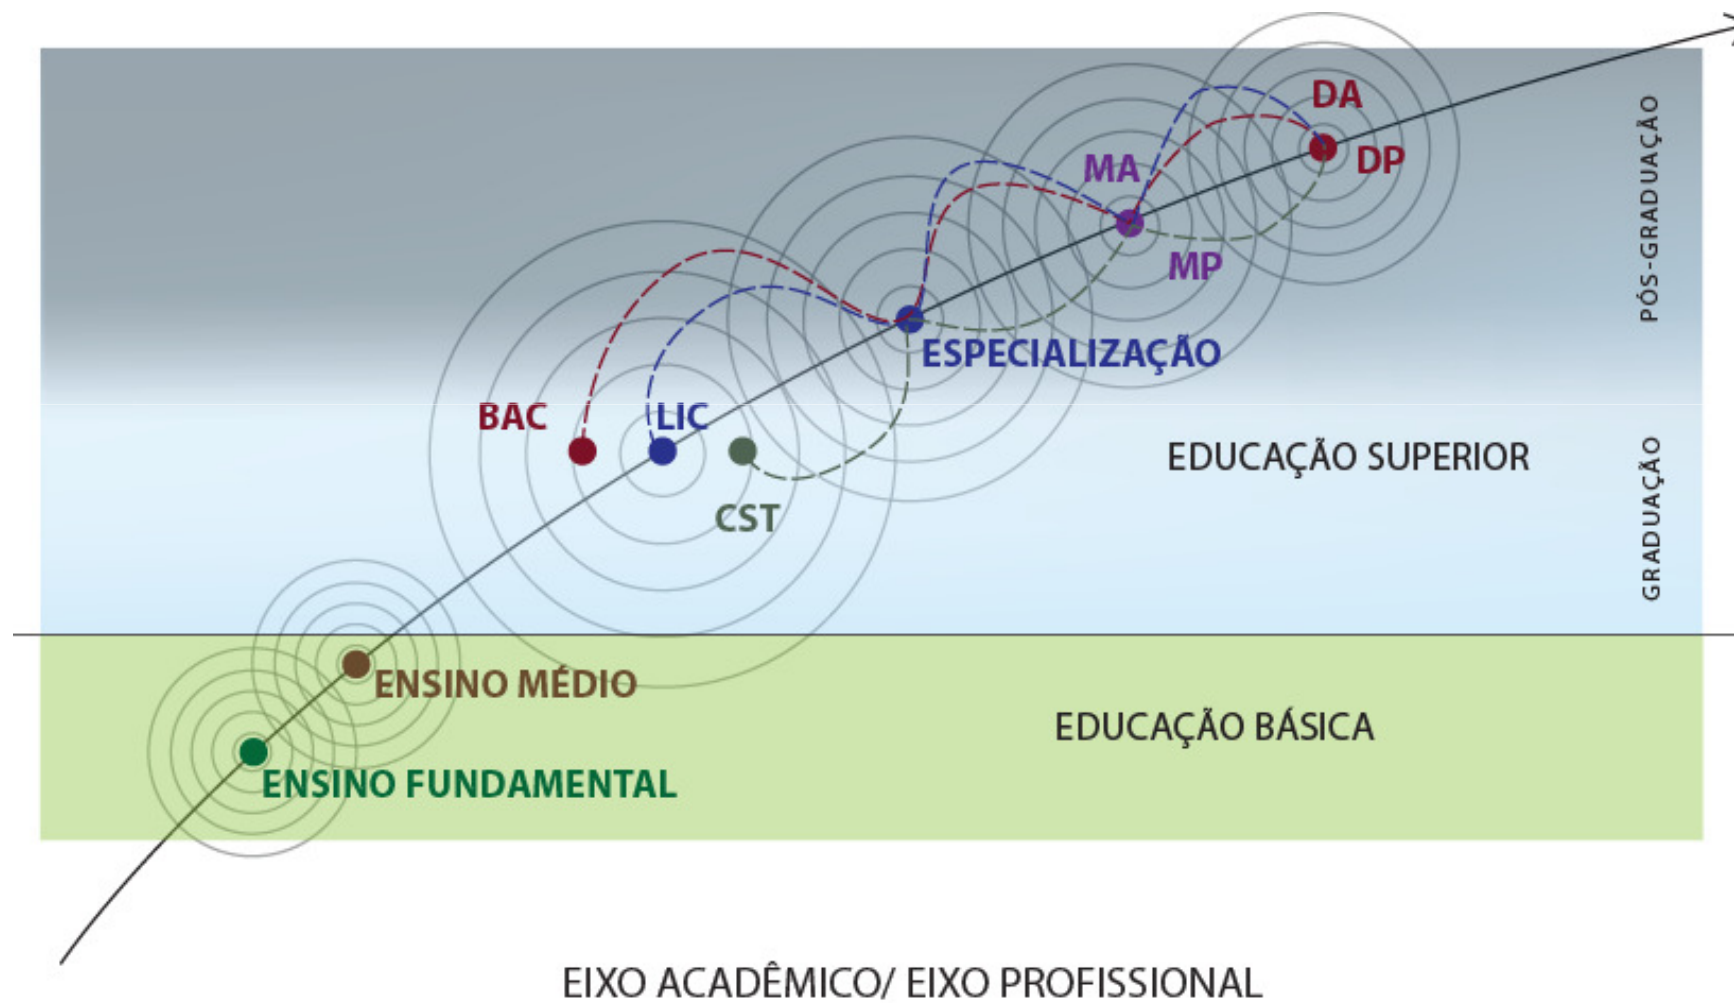 DA
PÓS-GRADUAÇÃO
DP
MA
MP
ESPECIALIZAÇÃO
BAC
LIC
EDUCAÇÃO SUPERIOR
GRADUAÇÃO
CST
ENSINO MÉDIO
EDUCAÇÃO BÁSICA
ENSINO FUNDAMENTAL
EIXO ACADÊMICO/ EIXO PROFISSIONAL